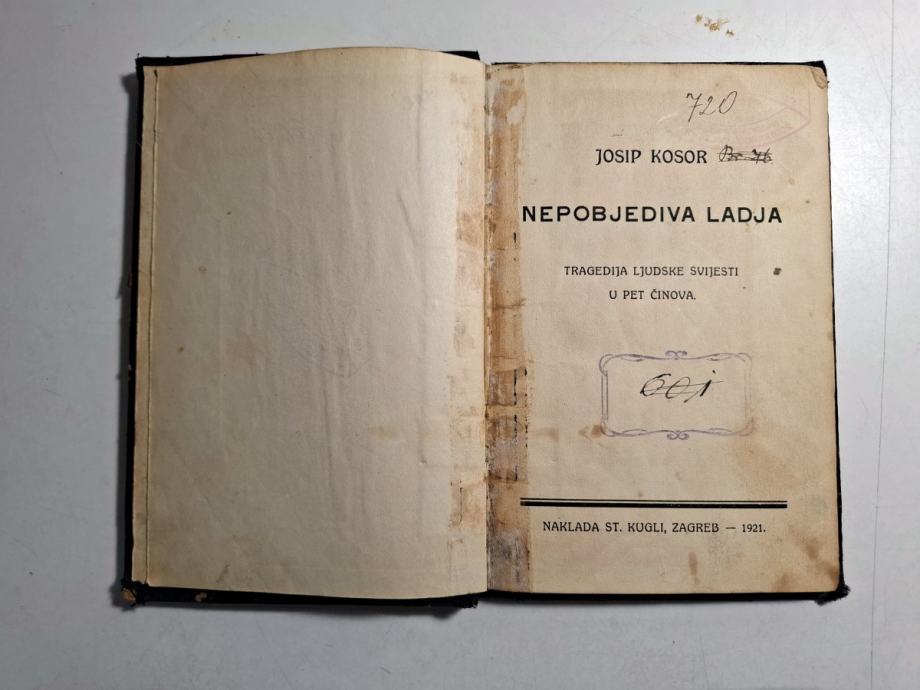 720
JOSIP KOSOR
NEPOBJEDIVA LADJA
TRAGEDIJA LJUDSKE SVIJESTI
U PET ČINOVA.
NAKLADA ST. KUGLI, ZAGREB — 1921.